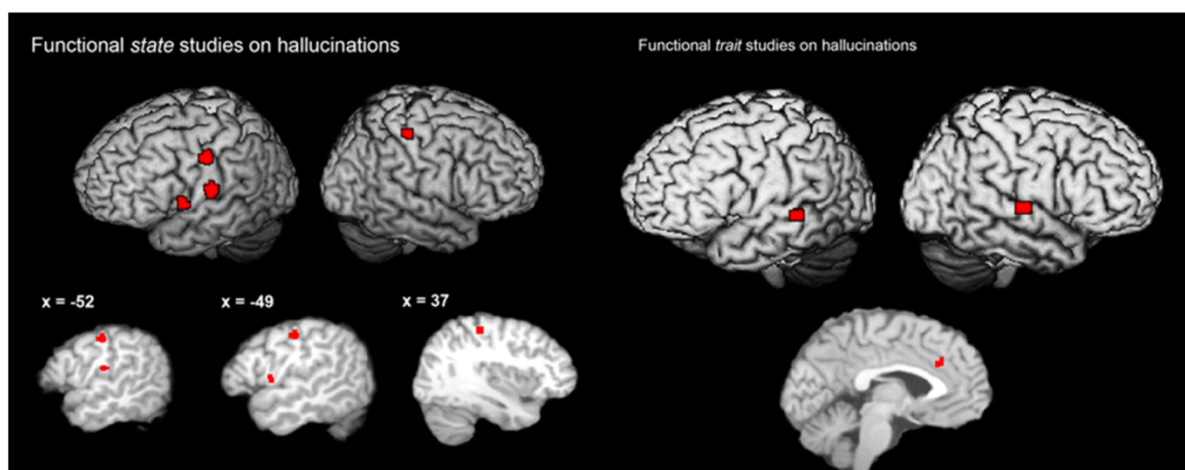 Functional state studies on hallucinations
Functional trait studies on hallucinations
x = -52
x = -49
x = 37